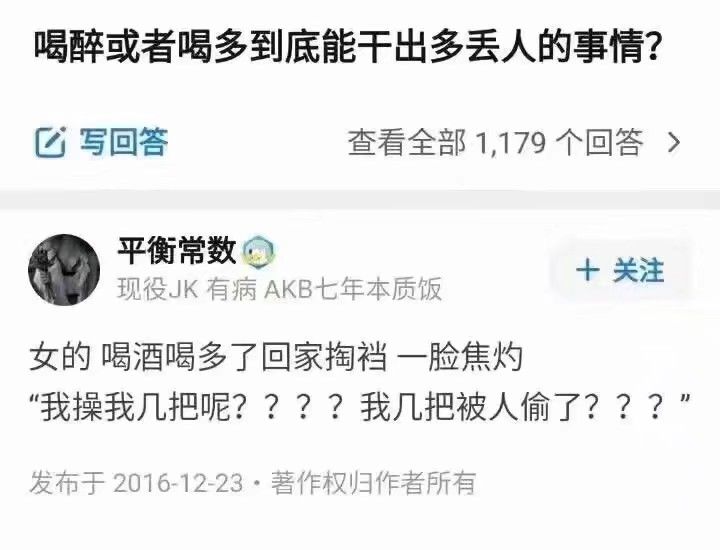 喝醉或者喝多到底能干出多丢人的事情？
写回答
查看全部 1,179 个回答
平衡常数
现役JK 有病 AKB七年本质饭
+ 关注
女的 喝酒喝多了回家掏裆 一脸焦灼
“我操我几把呢？？？？我几把被人偷了？？？”
发布于 2016-12-23・著作权归作者所有